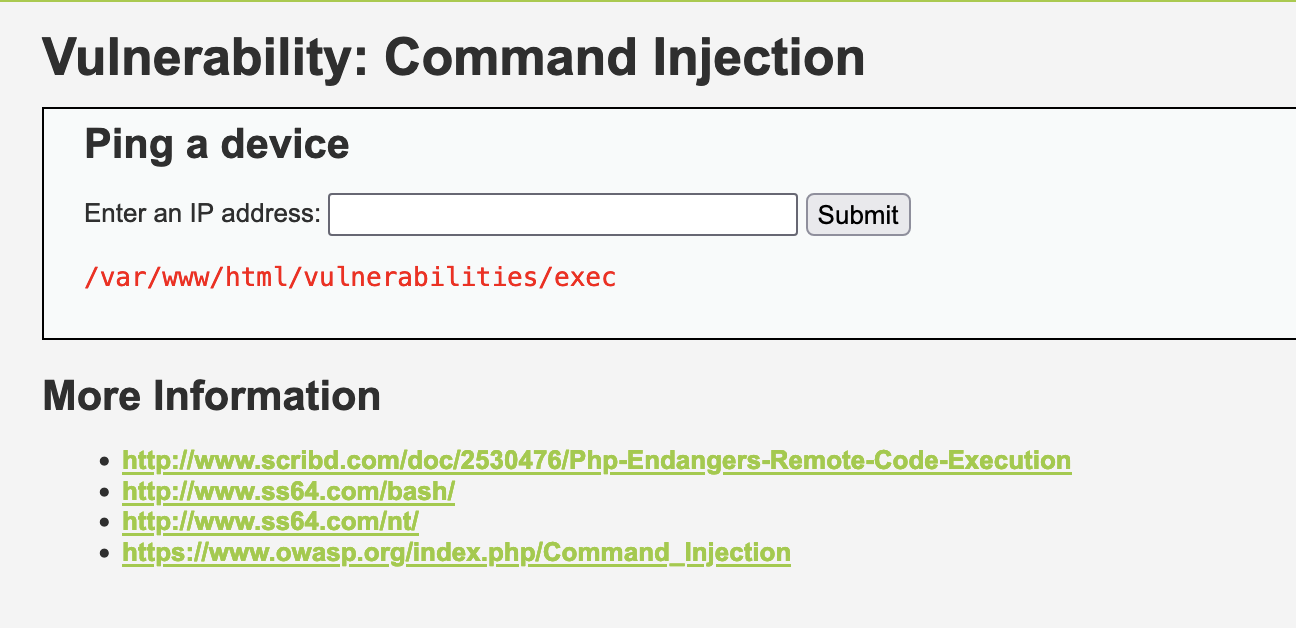 Vulnerability: Command Injection
Ping a device
Enter an IP address: Submit
/var/www/html/vulnerabilities/exec
More Information
http://www.scribd.com/doc/2530476/Php-Endangers-Remote-Code-Execution
http://www.ss64.com/bash/
http://www.ss64.com/nt/
https://www.owasp.org/index.php/Command_Injection